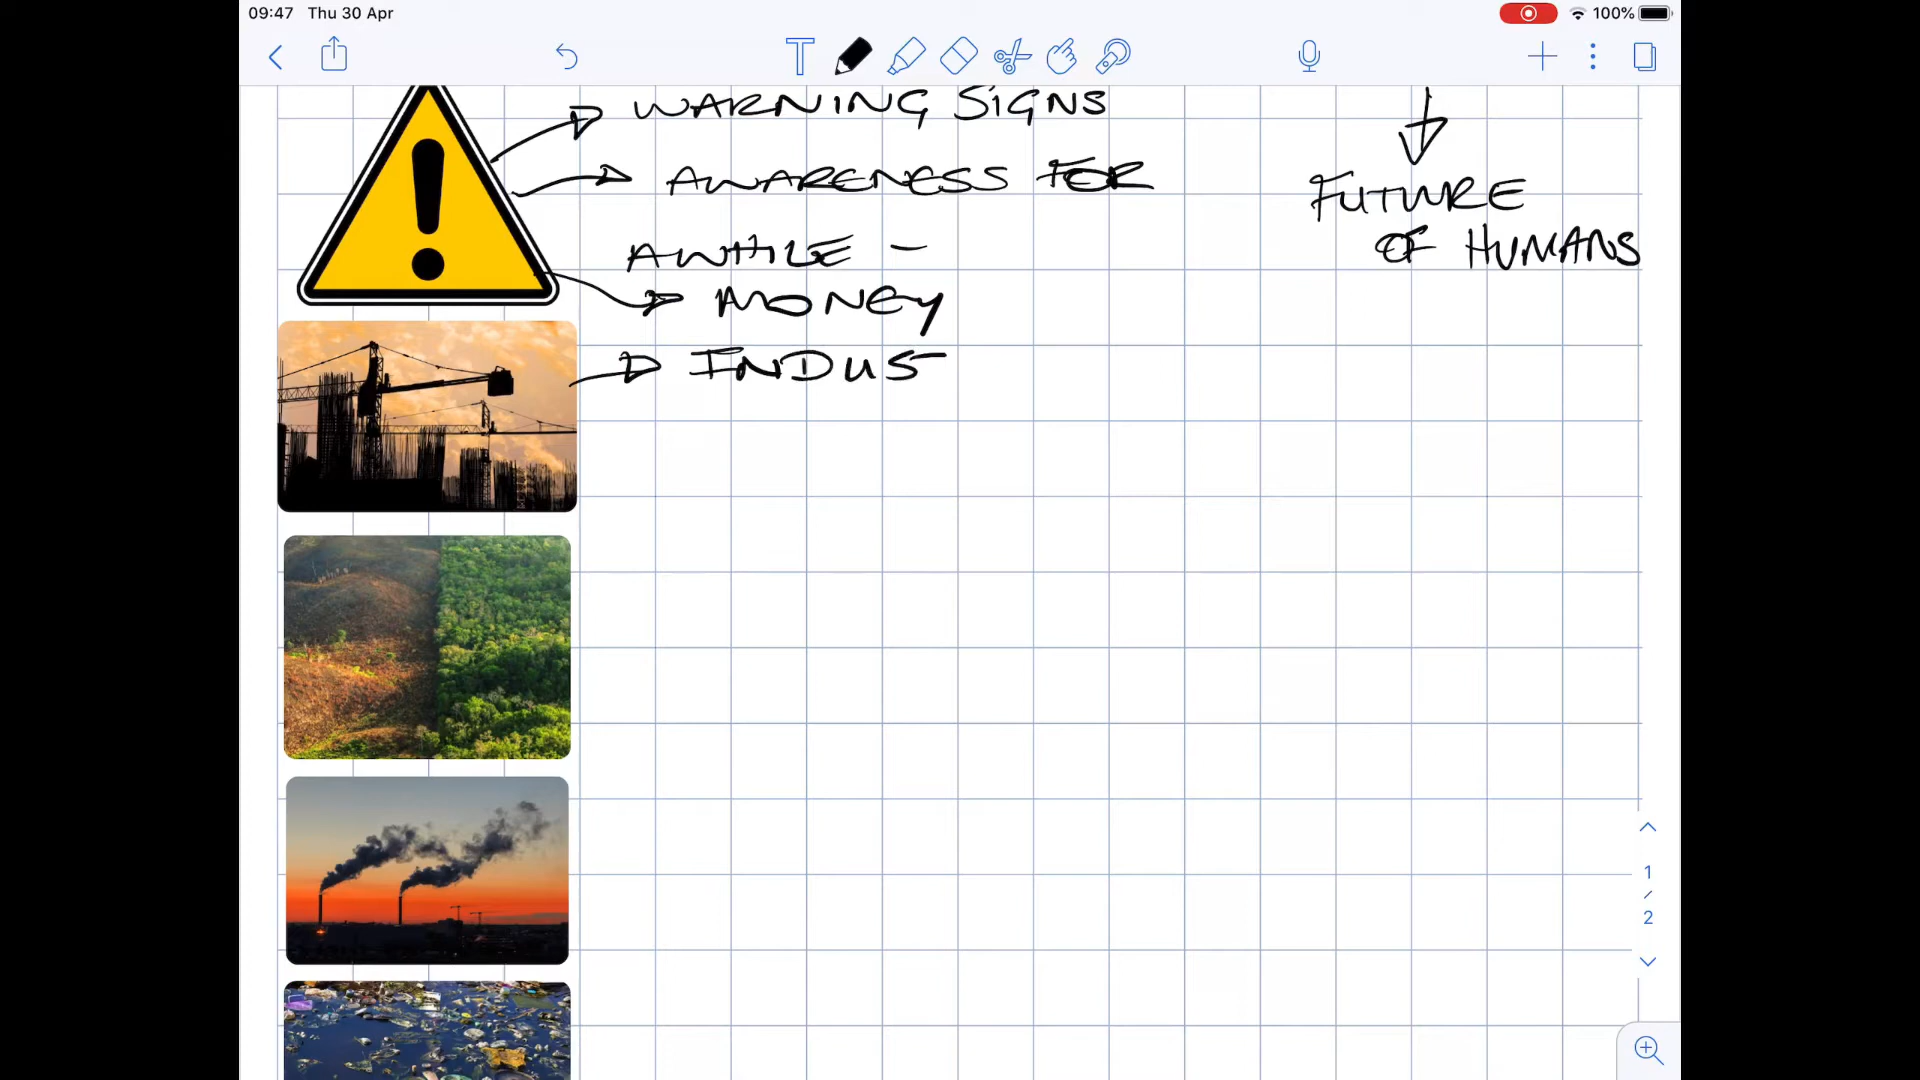 09:47 Thu 30 Apr
100%
T
WARNING SIGNS
AWARENESS FOR
AWHILE -
MONEY
INDUS
FUTURE
OF HUMANS
1
/
2